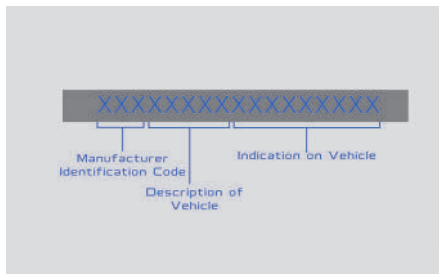 XXXXXXXXXXXXXXXXX
Manufacturer
Identification Code
Indication on Vehicle
Description of
Vehicle